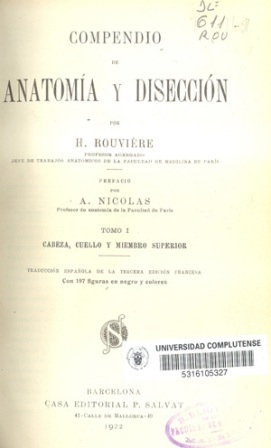 DL=
611
ROU
COMPENDIO
DE
ANATOMÍA Y DISECCIÓN
POR
H. ROUVIÈRE
PROFESOR AGREGADO
JEFE DE TRABAJOS ANATÓMICOS DE LA FACULTAD DE MEDICINA DE PARÍS
PREFACIO
POR
A. NICOLAS
Profesor de anatomía de la Facultad de París
TOMO I
CABEZA, CUELLO Y MIEMBRO SUPERIOR
TRADUCCIÓN ESPAÑOLA DE LA TERCERA EDICIÓN FRANCESA
Con 197 figuras en negro y colores
UNIVERSIDAD COMPLUTENSE
5316105327
BARCELONA
CASA EDITORIAL P. SALVAT
41-CALLE DE MALLORCA-49
1922